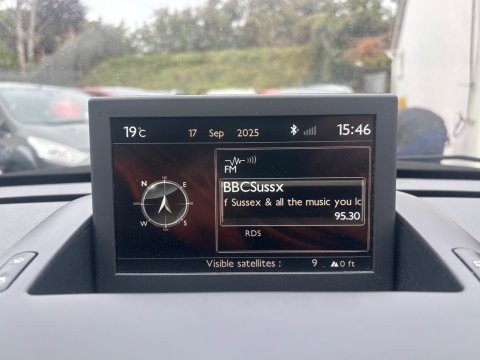 19°C 17 Sep 2025 15:46
FM
BBCSussx
f Sussex & all the music you lo
95.30
RDS
N E
W S
Visible satellites : 9 0 ft